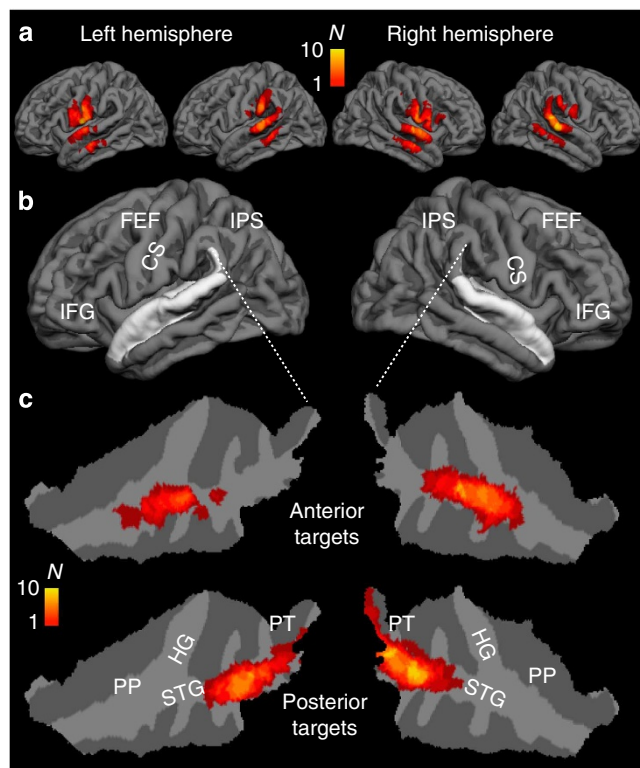 a
Left hemisphere
N
10
1
Right hemisphere
b
FEF
IPS
CS
IFG
IPS
FEF
CS
IFG
c
Anterior
targets
N
10
1
PT
HG
PP
STG
Posterior
targets
PT
HG
PP
STG